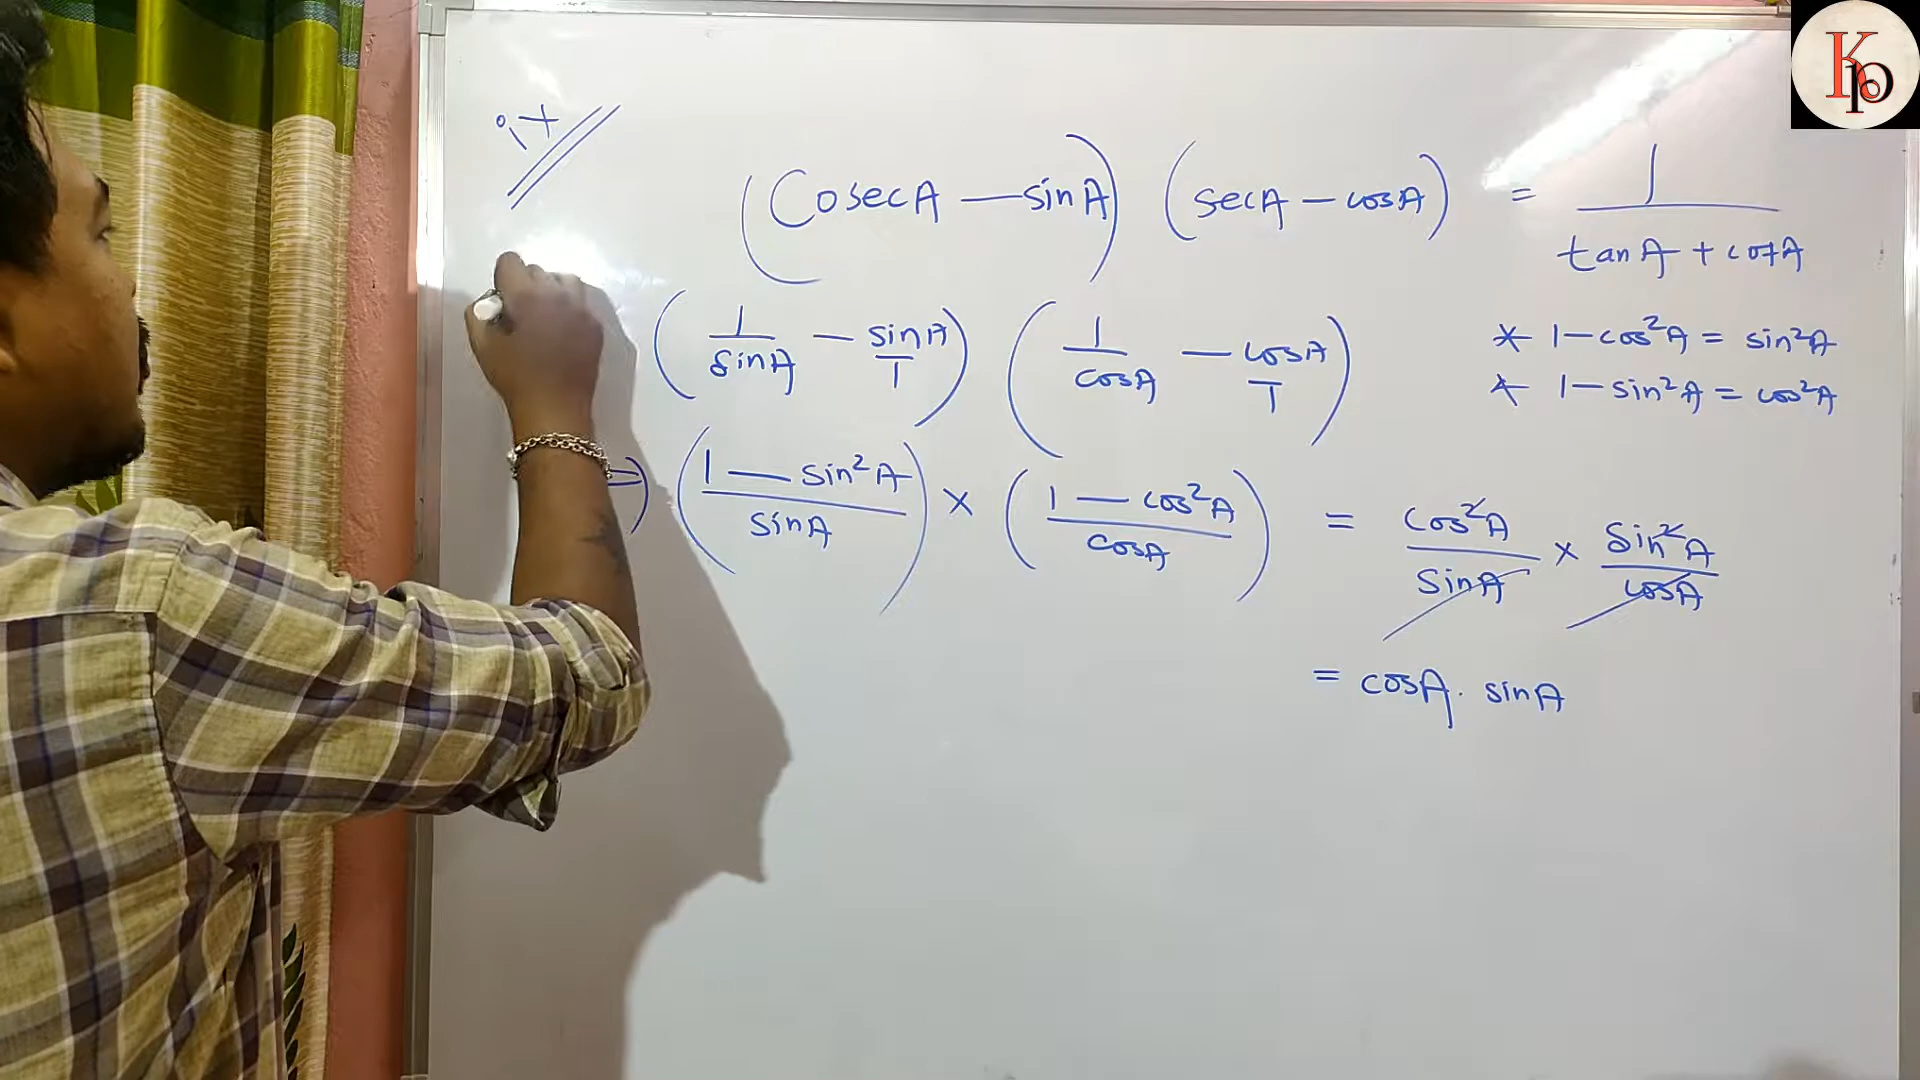 ix
(CosecA — sinA) (secA — cosA) = 1 / (tanA + cotA)
(1/sinA — sinA/1) (1/cosA — cosA/1)
* 1 — cos²A = sin²A
* 1 — sin²A = cos²A
⇒ ((1 — sin²A)/sinA) × ((1 — cos²A)/cosA) = cos²A/sinA × sin²A/cosA
= cosA . sinA
KP